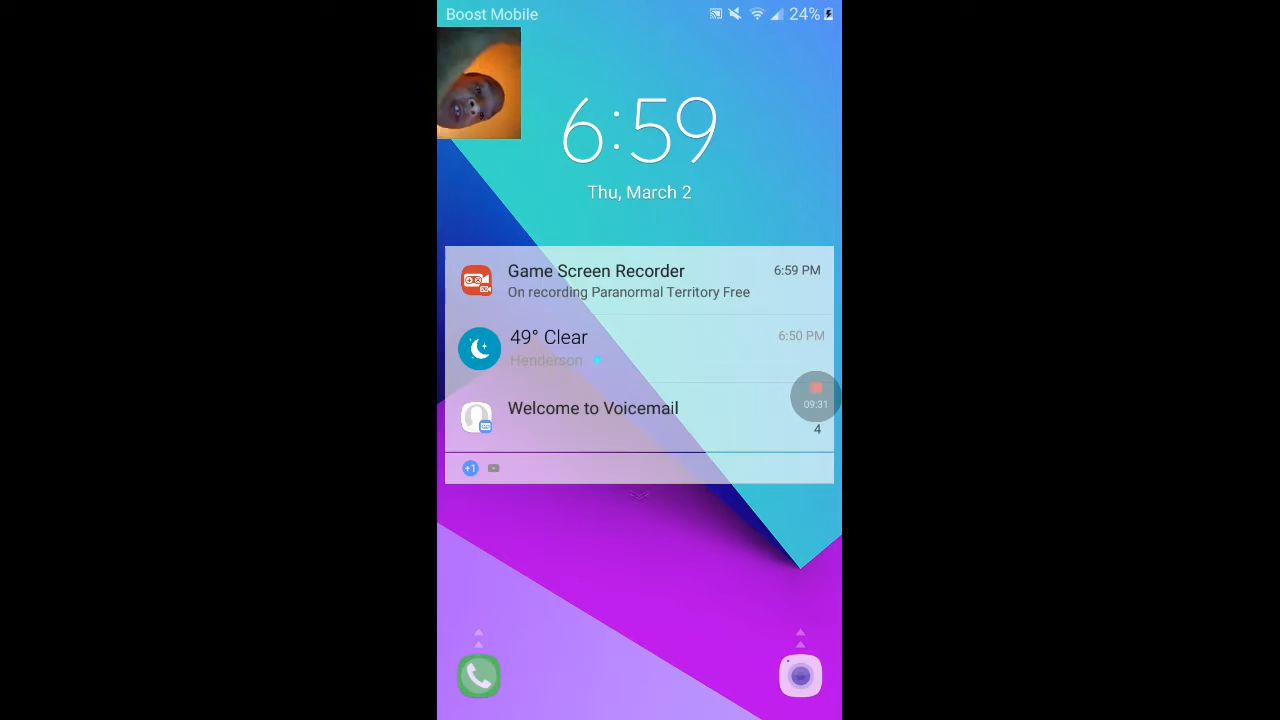 Boost Mobile 24%
6:59
Thu, March 2
Game Screen Recorder 6:59 PM
On recording Paranormal Territory Free
49° Clear 6:50 PM
Henderson
Welcome to Voicemail
09:31
4
+1